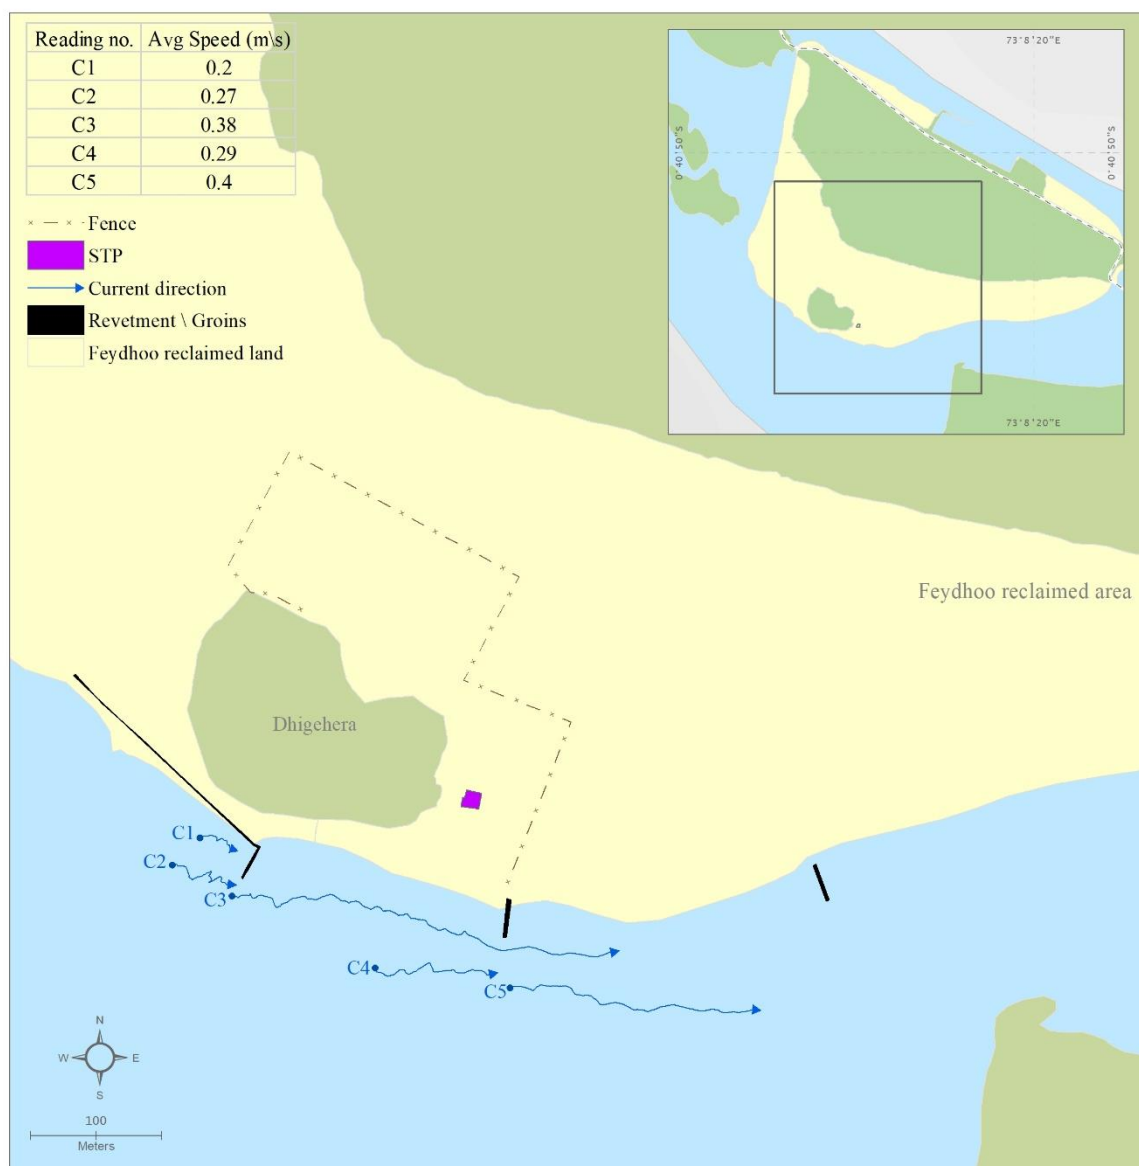 Reading no. Avg Speed (m\s)
C1 0.2
C2 0.27
C3 0.38
C4 0.29
C5 0.4
Fence
STP
Current direction
Revetment \ Groins
Feydhoo reclaimed land
73°8'20"E
0°40'50"S
0°40'50"S
73°8'20"E
Feydhoo reclaimed area
Dhigehera
C1
C2
C3
C4
C5
N
W E
S
100
Meters